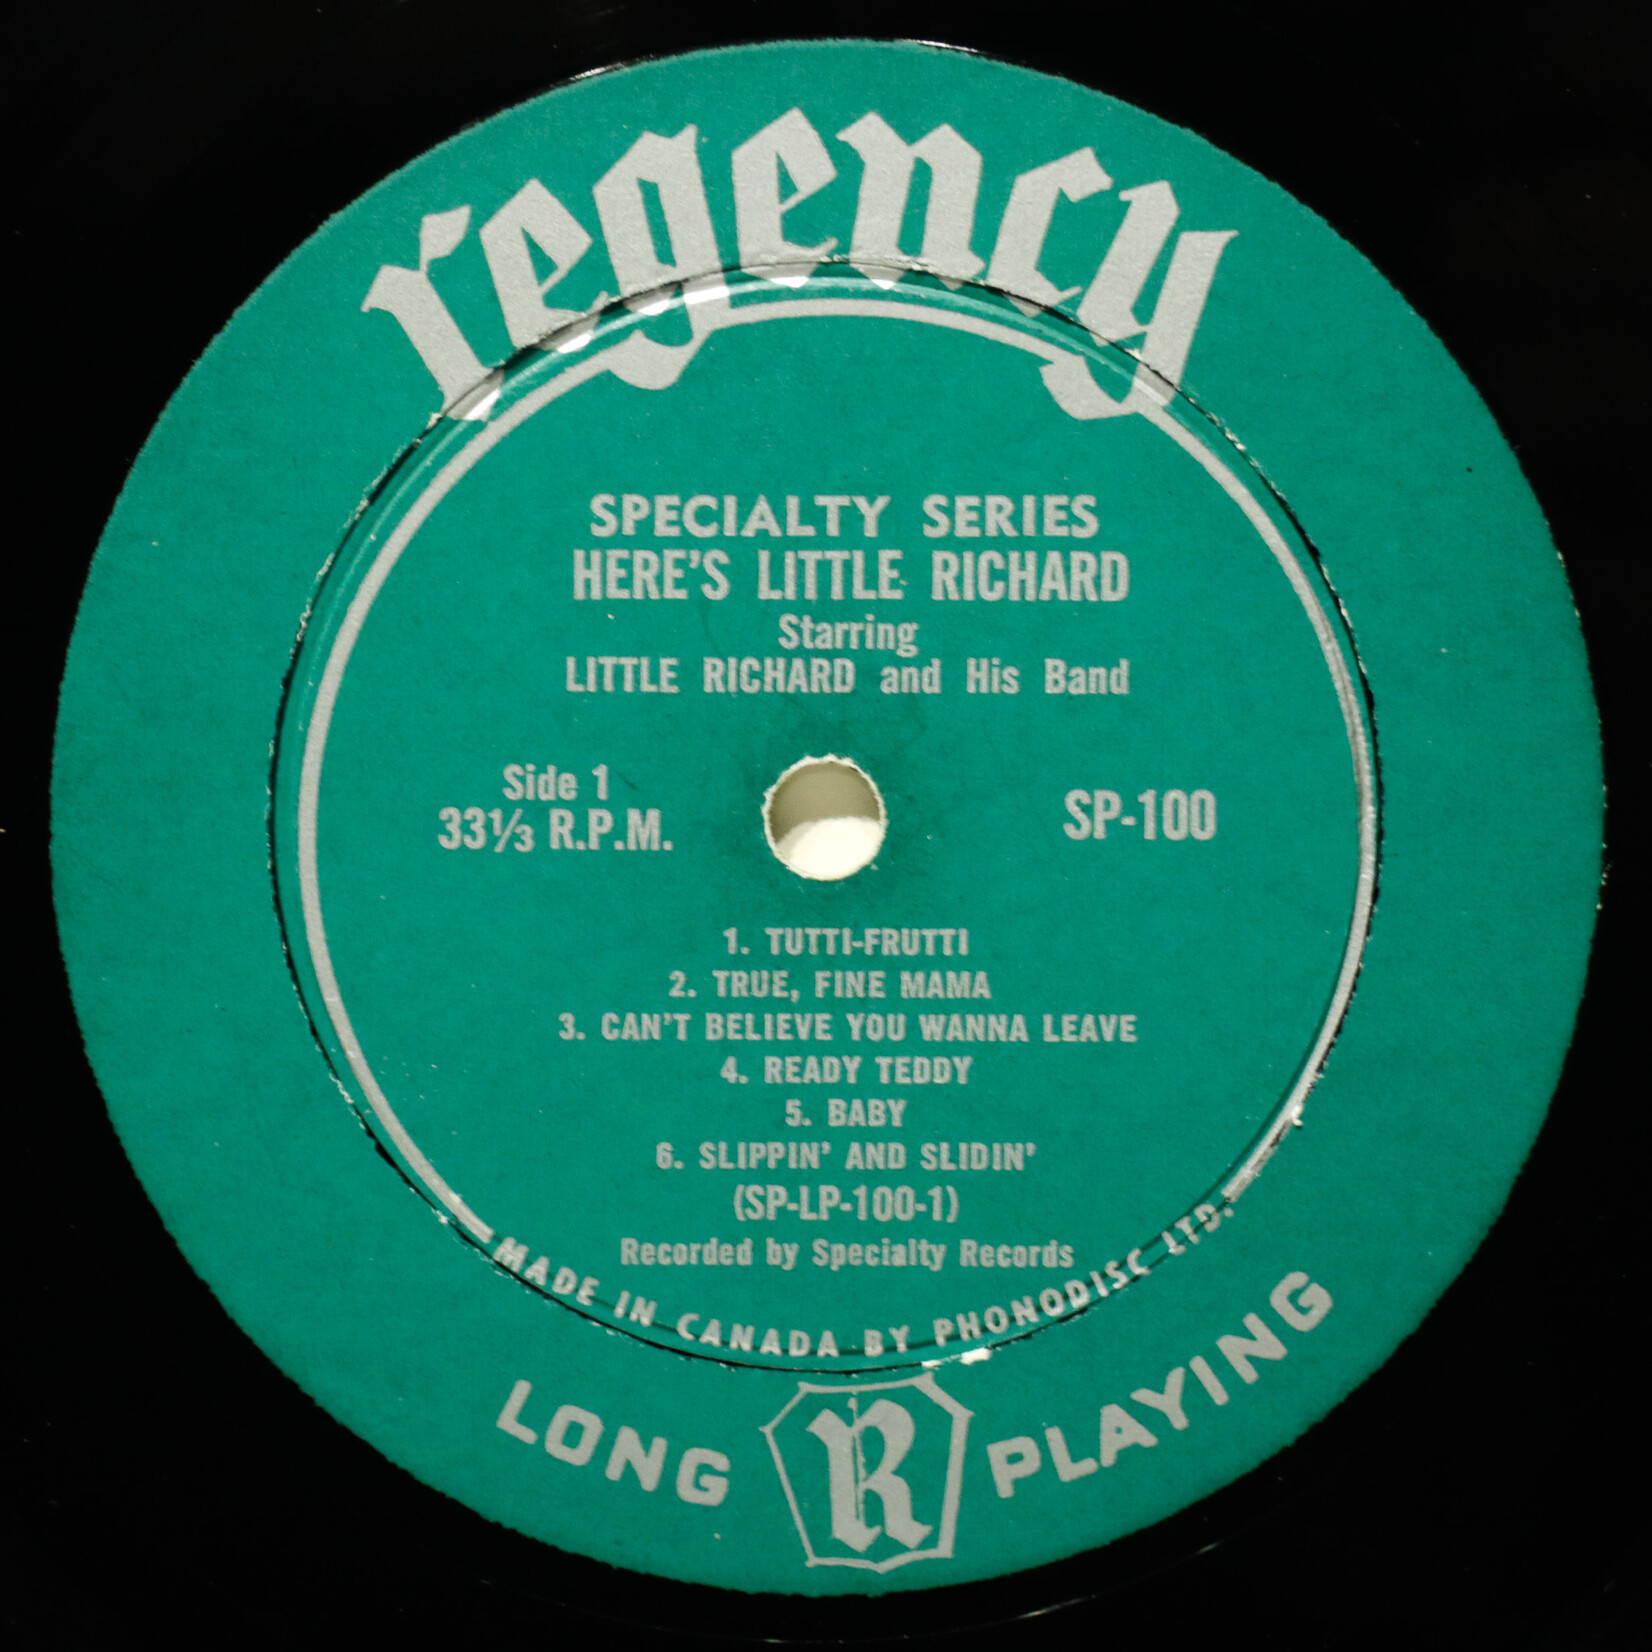 regency
SPECIALTY SERIES
HERE'S LITTLE RICHARD
Starring
LITTLE RICHARD and His Band
Side 1
33⅓ R.P.M.
SP-100
1. TUTTI-FRUTTI
2. TRUE, FINE MAMA
3. CAN'T BELIEVE YOU WANNA LEAVE
4. READY TEDDY
5. BABY
6. SLIPPIN' AND SLIDIN'
(SP-LP-100-1)
Recorded by Specialty Records
MADE IN CANADA BY PHONODISC LTD.
LONG R PLAYING